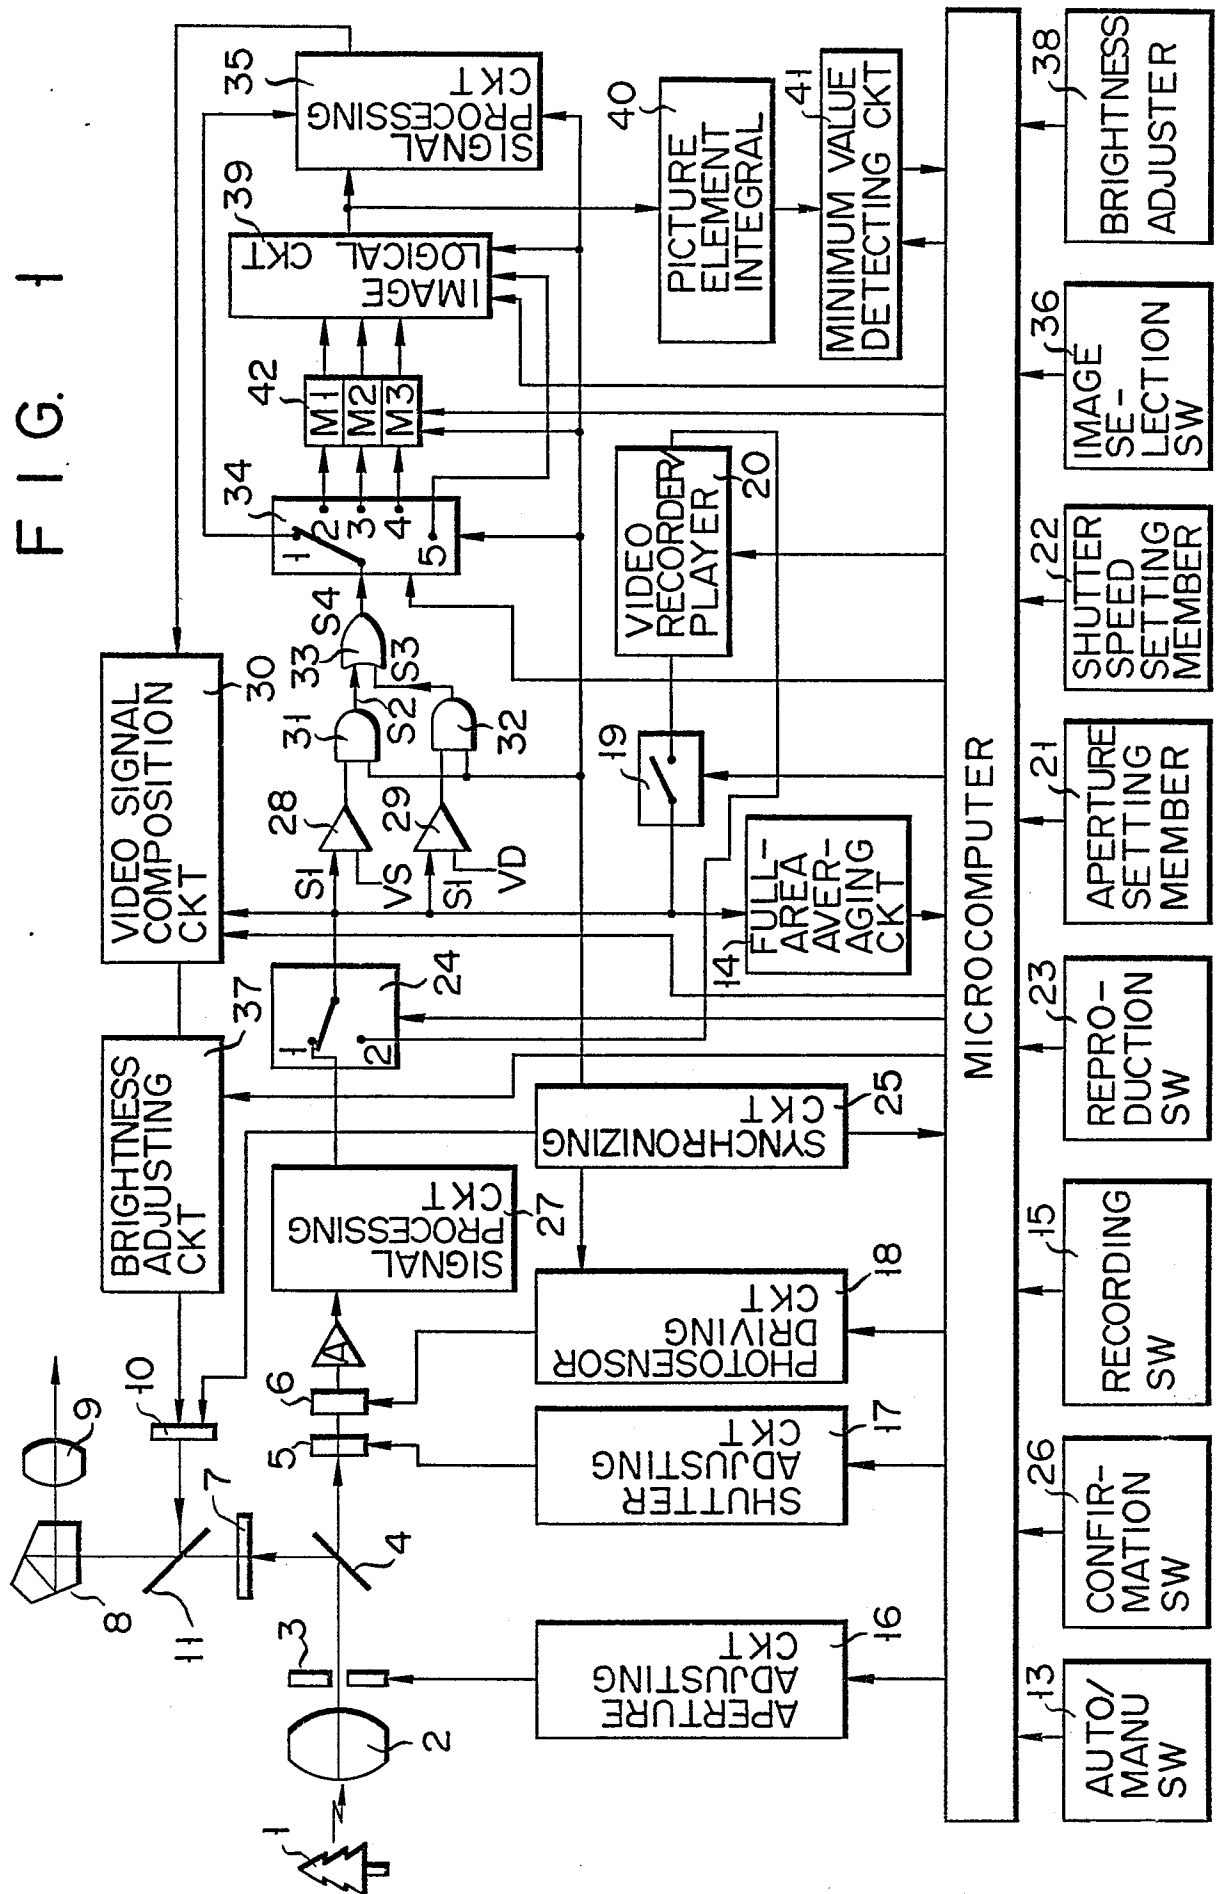 FIG. 1
VIDEO SIGNAL
COMPOSITION
CKT
30
BRIGHTNESS
ADJUSTING
CKT
37
10
9
8
11
7
35
SIGNAL
PROCESSING
CKT
39
IMAGE
LOGICAL
CKT
42
M1
M2
M3
34
1
2
3
4
5
S4
33
S3
S2
31
32
28
29
S1
VS
S1
VD
24
1
2
SIGNAL
PROCESSING
CKT
27
A
6
5
4
3
2
1
40
PICTURE
ELEMENT
INTEGRAL
41
MINIMUM VALUE
DETECTING CKT
VIDEO
RECORDER
PLAYER
20
19
14
FULL-
AREA
AVER-
AGING
CKT
SYNCHRONIZING
CKT
25
PHOTOSENSOR
DRIVING
CKT
18
SHUTTER
ADJUSTING
CKT
17
APERTURE
ADJUSTING
CKT
16
MICROCOMPUTER
13
AUTO/
MANU
SW
26
CONFIR-
MATION
SW
15
RECORDING
SW
23
REPRO-
DUCTION
SW
21
APERTURE
SETTING
MEMBER
22
SHUTTER
SPEED
SETTING
MEMBER
36
IMAGE
SE-
LECTION
SW
38
BRIGHTNESS
ADJUSTER